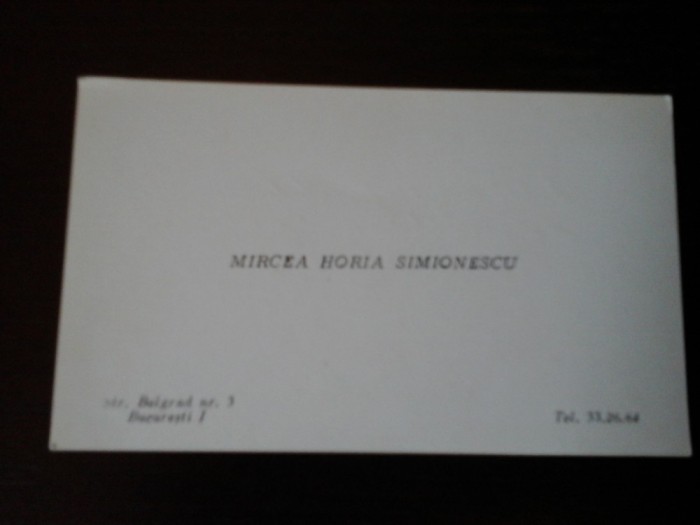 MIRCEA HORIA SIMIONESCU
str. Belgrad nr. 3
București I
Tel. 33.26.64